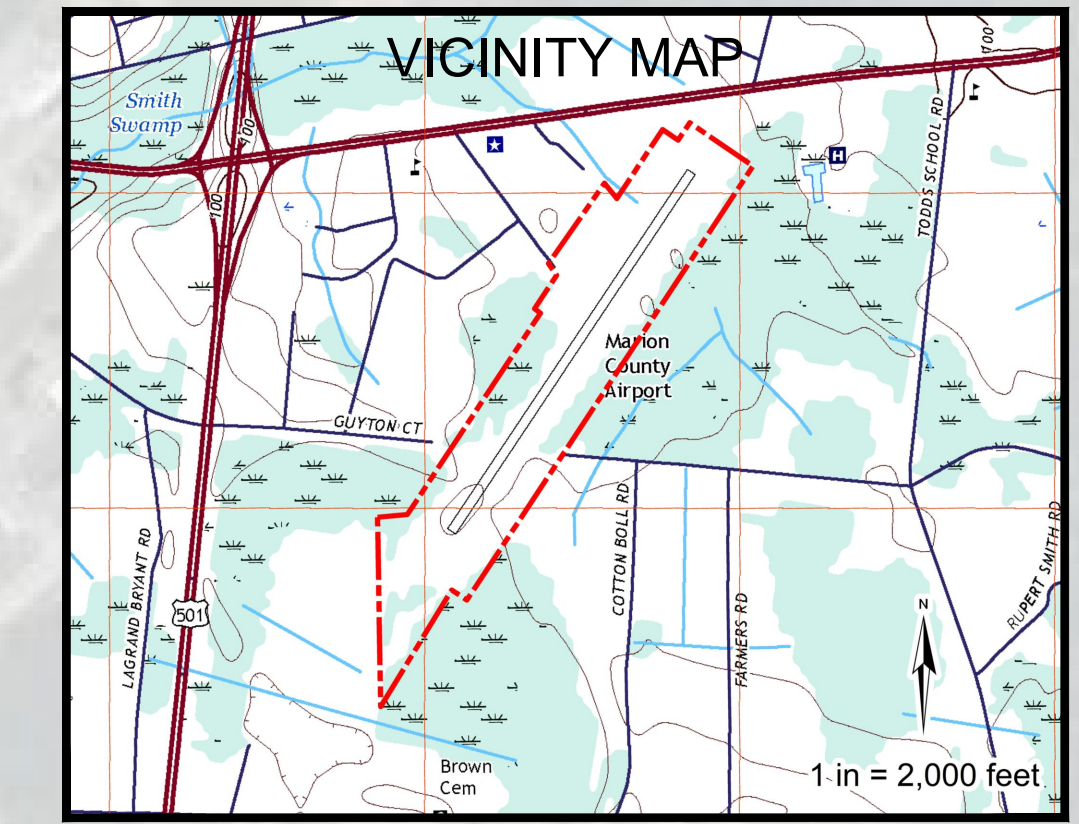 VICINITY MAP
100
Smith
Swamp
100
100
H
TODDS SCHOOL RD
Marion
County
Airport
GUYTON CT
LAGRAND BRYANT RD
COTTON BOLL RD
FARMERS RD
RUPERT SMITH RD
501
N
Brown
Cem
1 in = 2,000 feet